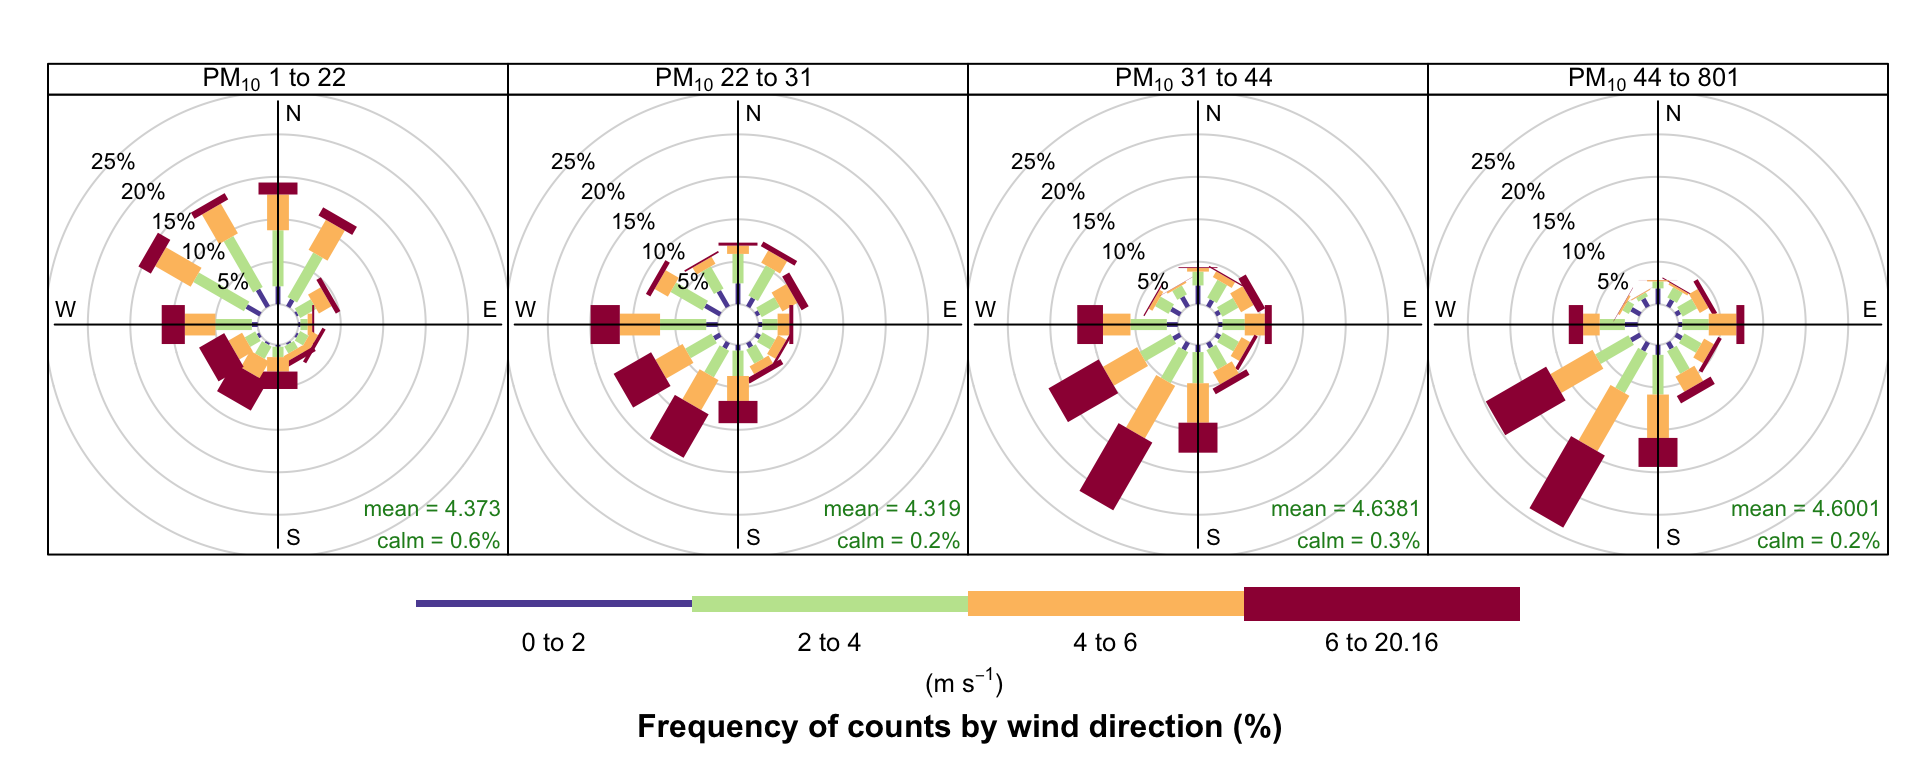 PM₁₀ 1 to 22
N
25%
20%
15%
10%
5%
W
E
mean = 4.373
S
calm = 0.6%
PM₁₀ 22 to 31
N
25%
20%
15%
10%
5%
W
E
mean = 4.319
S
calm = 0.2%
PM₁₀ 31 to 44
N
25%
20%
15%
10%
5%
W
E
mean = 4.6381
S
calm = 0.3%
PM₁₀ 44 to 801
N
25%
20%
15%
10%
5%
W
E
mean = 4.6001
S
calm = 0.2%
0 to 2
2 to 4
4 to 6
6 to 20.16
(m s⁻¹)
Frequency of counts by wind direction (%)